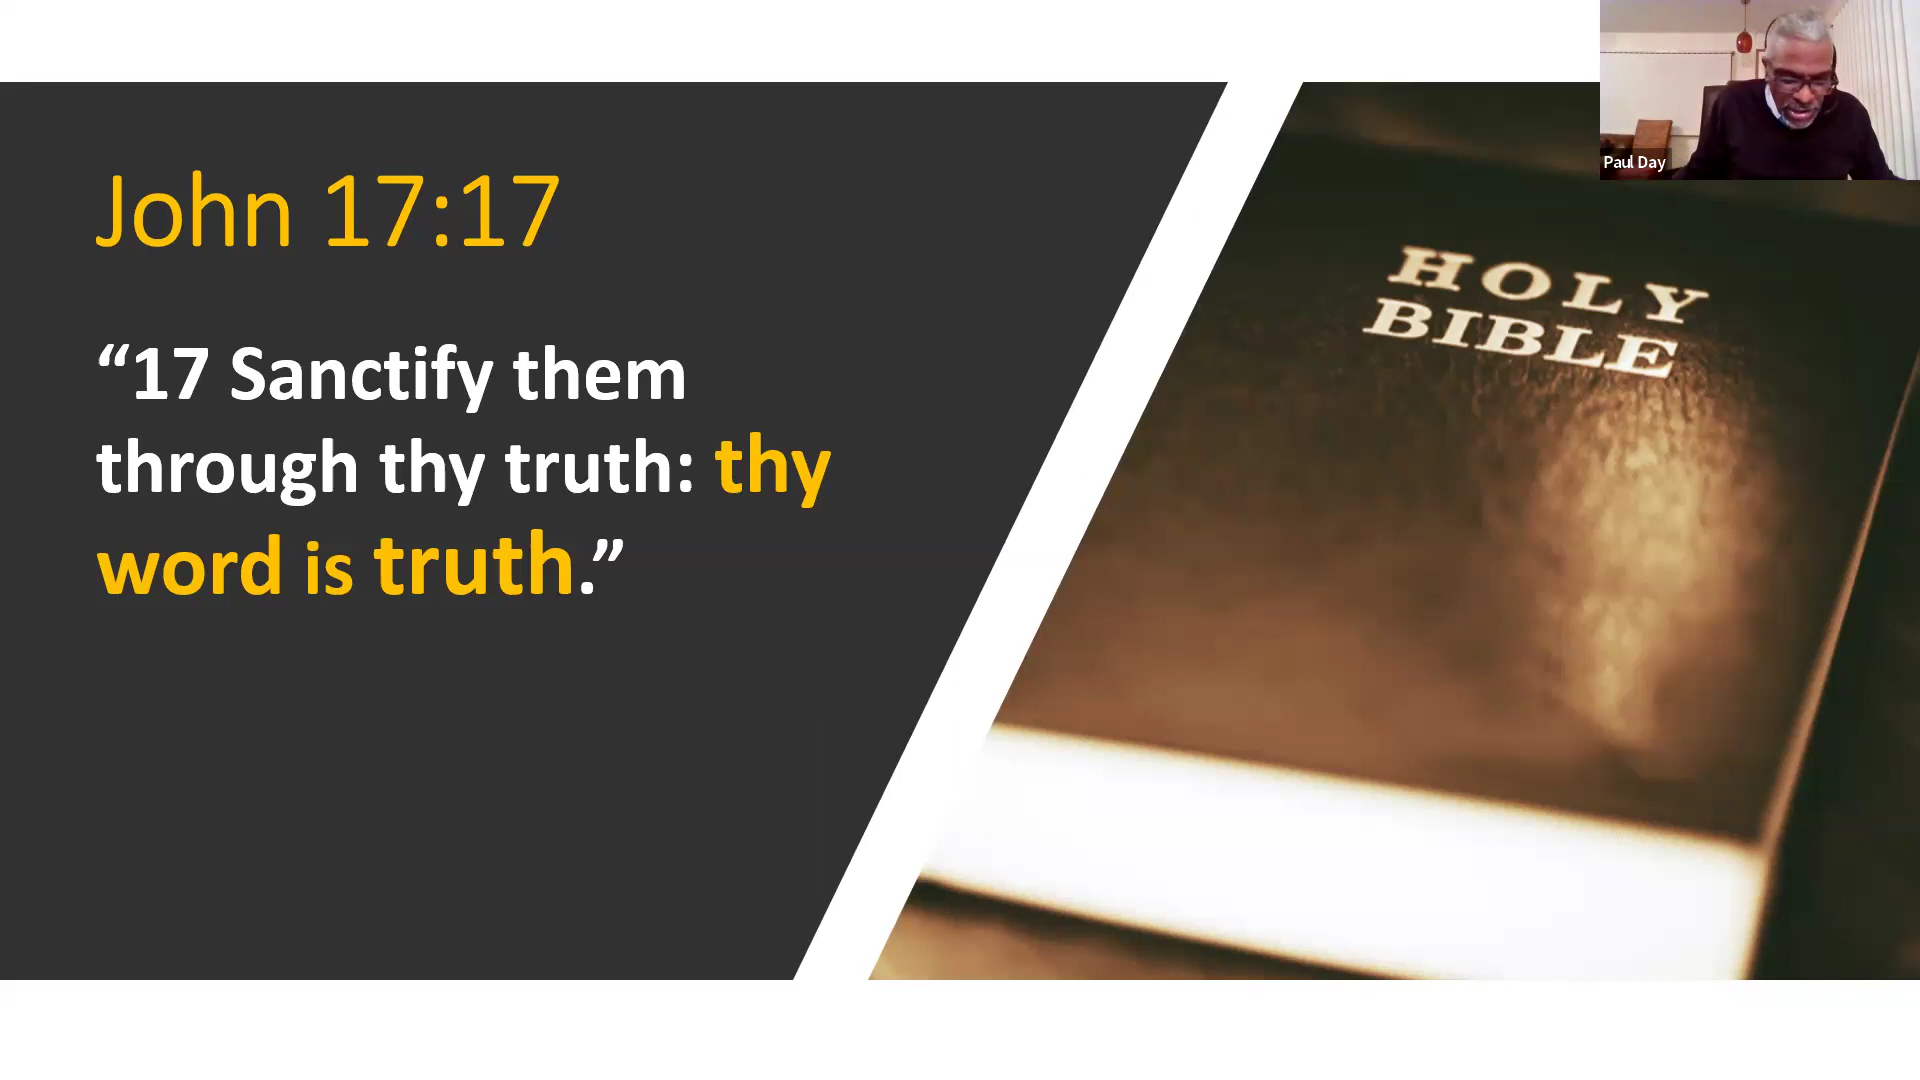 John 17:17
“17 Sanctify them
through thy truth: thy
word is truth.”
HOLY
BIBLE
Paul Day